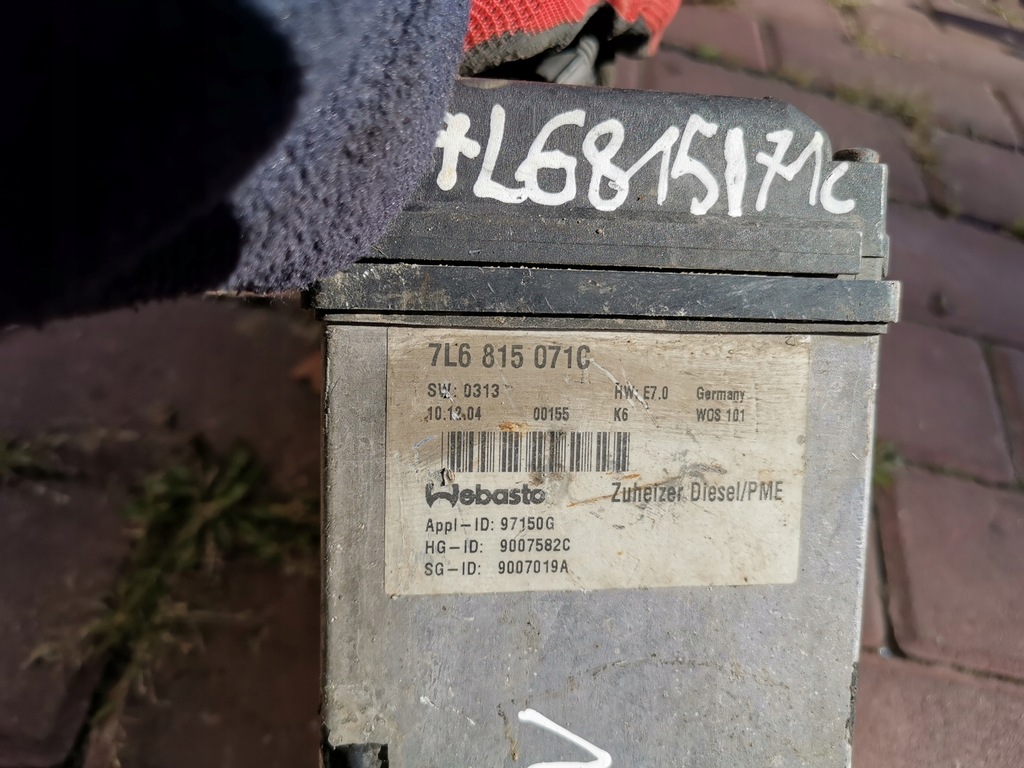 7L6815171C
7L6 815 071C
SW: 0313 HW: E7.0 Germany
10.12.04 00155 K6 WOS 101
Webasto Zuheizer Diesel/PME
Appl-ID: 97150G
HG-ID: 9007582C
SG-ID: 9007019A